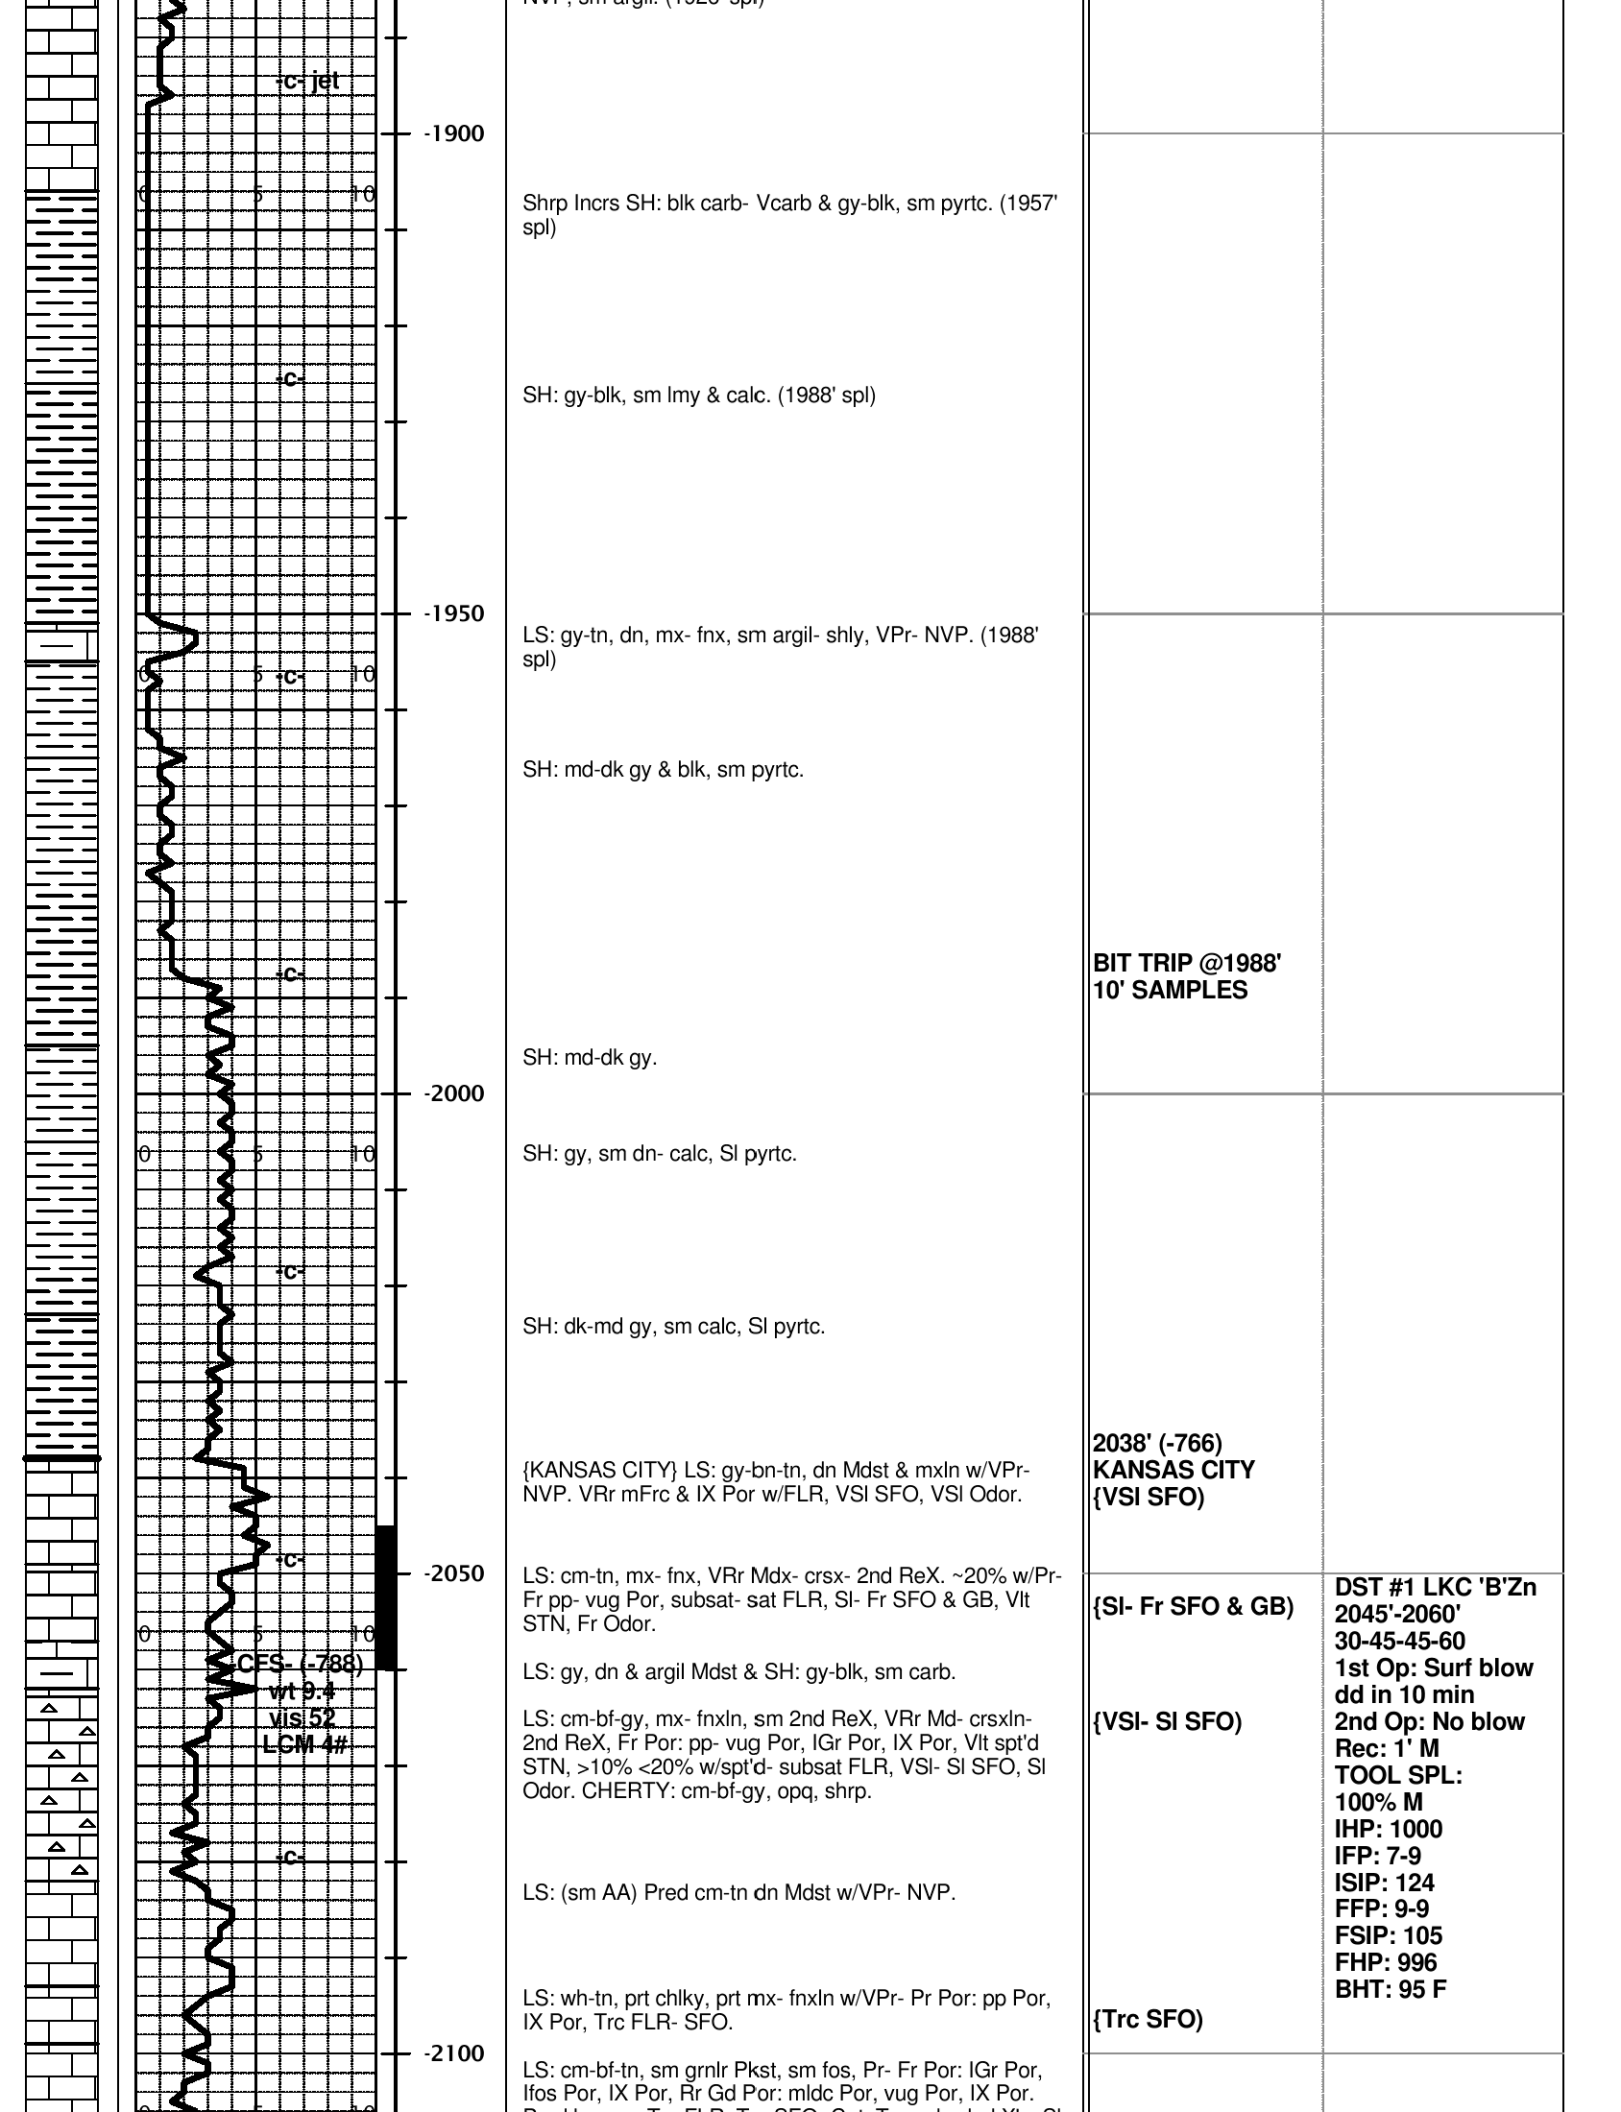 -c- jet
-1900
0 5 10
Shrp Incrs SH: blk carb- Vcarb & gy-blk, sm pyrtc. (1957'
spl)
-c-
SH: gy-blk, sm lmy & calc. (1988' spl)
-1950
LS: gy-tn, dn, mx- fnx, sm argil- shly, VPr- NVP. (1988'
spl)
0 5 -c- 10
SH: md-dk gy & blk, sm pyrtc.
-c-
BIT TRIP @1988'
10' SAMPLES
SH: md-dk gy.
-2000
0 5 10
SH: gy, sm dn- calc, Sl pyrtc.
-c-
SH: dk-md gy, sm calc, Sl pyrtc.
2038' (-766)
KANSAS CITY
{VSl SFO)
{KANSAS CITY} LS: gy-bn-tn, dn Mdst & mxln w/VPr-
NVP. VRr mFrc & IX Por w/FLR, VSl SFO, VSl Odor.
-c-
-2050
LS: cm-tn, mx- fnx, VRr Mdx- crsx- 2nd ReX. ~20% w/Pr-
Fr pp- vug Por, subsat- sat FLR, Sl- Fr SFO & GB, Vlt
STN, Fr Odor.
{Sl- Fr SFO & GB)
0 5 10
CFS- (-788)
wt 9.4
vis 52
LCM 4#
LS: gy, dn & argil Mdst & SH: gy-blk, sm carb.
LS: cm-bf-gy, mx- fnxln, sm 2nd ReX, VRr Md- crsxln-
2nd ReX, Fr Por: pp- vug Por, IGr Por, IX Por, Vlt spt'd
STN, >10% <20% w/spt'd- subsat FLR, VSl- Sl SFO, Sl
Odor. CHERTY: cm-bf-gy, opq, shrp.
{VSl- Sl SFO)
DST #1 LKC 'B'Zn
2045'-2060'
30-45-45-60
1st Op: Surf blow
dd in 10 min
2nd Op: No blow
Rec: 1' M
TOOL SPL:
100% M
IHP: 1000
IFP: 7-9
ISIP: 124
FFP: 9-9
FSIP: 105
FHP: 996
BHT: 95 F
-c-
LS: (sm AA) Pred cm-tn dn Mdst w/VPr- NVP.
LS: wh-tn, prt chlky, prt mx- fnxln w/VPr- Pr Por: pp Por,
IX Por, Trc FLR- SFO.
{Trc SFO)
-2100
LS: cm-bf-tn, sm grnlr Pkst, sm fos, Pr- Fr Por: IGr Por,
Ifos Por, IX Por, Rr Gd Por: mldc Por, vug Por, IX Por.